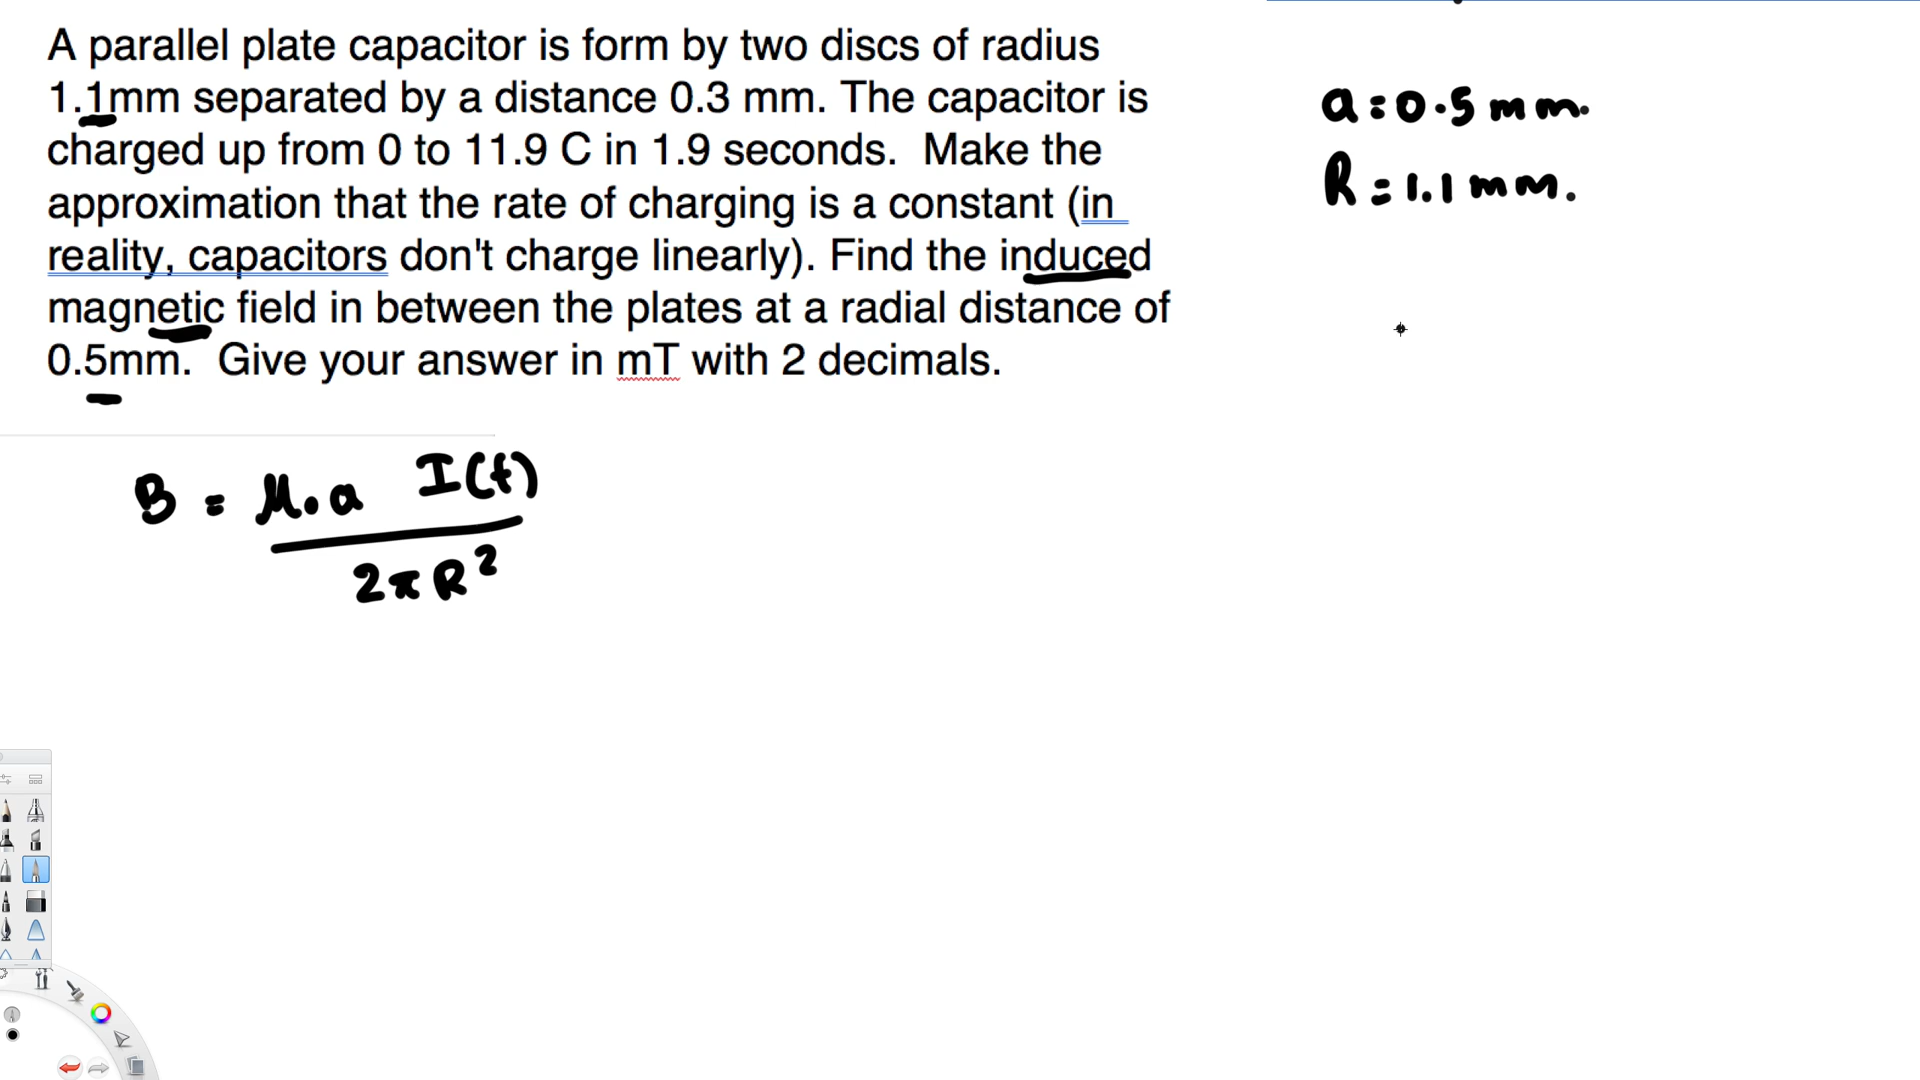 A parallel plate capacitor is form by two discs of radius
1.1mm separated by a distance 0.3 mm. The capacitor is
charged up from 0 to 11.9 C in 1.9 seconds.  Make the
approximation that the rate of charging is a constant (in
reality, capacitors don't charge linearly). Find the induced
magnetic field in between the plates at a radial distance of
0.5mm.  Give your answer in mT with 2 decimals.
a = 0.5 mm.
R = 1.1 mm.
B = μ₀a I(t)
2πR²